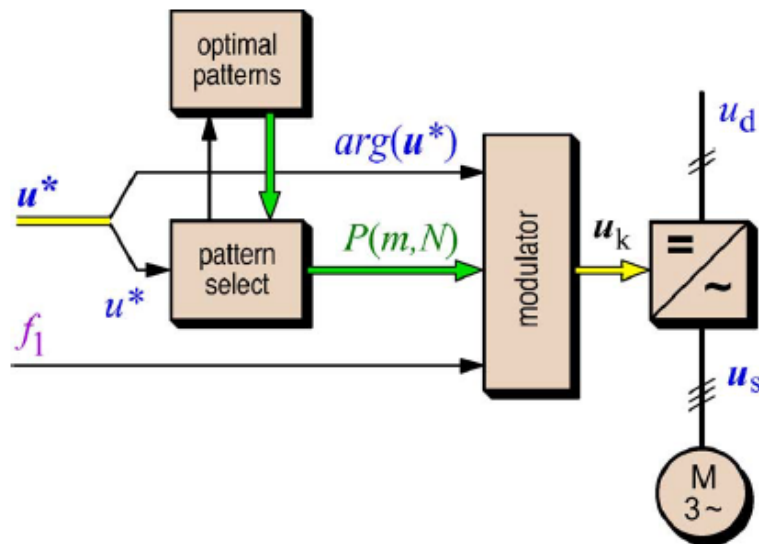 optimal
patterns
u_d
arg(u*)
u*
P(m,N)
u_k
=
~
pattern
select
u*
modulator
f_1
u_s
M
3~